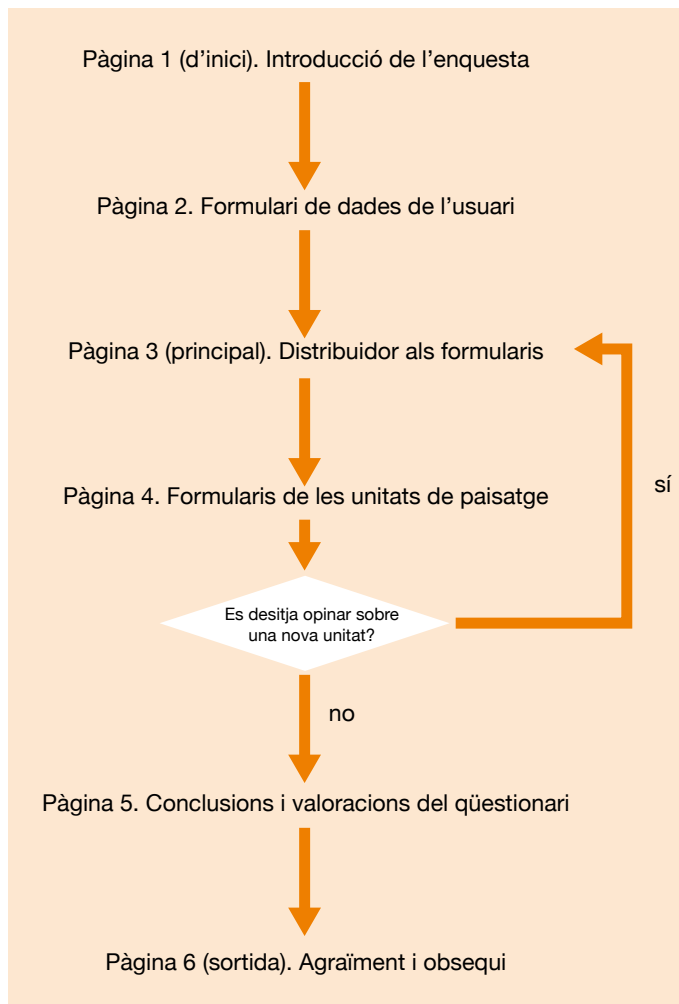 Pàgina 1 (d’inici). Introducció de l’enquesta
Pàgina 2. Formulari de dades de l’usuari
Pàgina 3 (principal). Distribuidor als formularis
Pàgina 4. Formularis de les unitats de paisatge
sí
Es desitja opinar sobre
una nova unitat?
no
Pàgina 5. Conclusions i valoracions del qüestionari
Pàgina 6 (sortida). Agraïment i obsequi